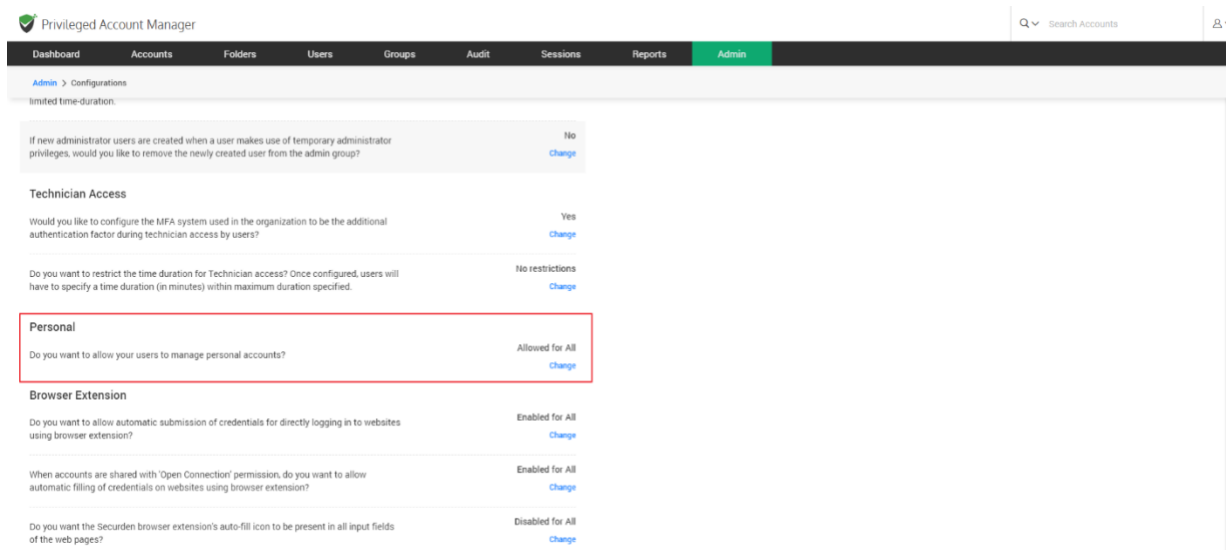 Privileged Account Manager
Search Accounts
Dashboard Accounts Folders Users Groups Audit Sessions Reports Admin
Admin > Configurations
limited time-duration.
If new administrator users are created when a user makes use of temporary administrator
privileges, would you like to remove the newly created user from the admin group?
No
Change
Technician Access
Would you like to configure the MFA system used in the organization to be the additional
authentication factor during technician access by users?
Yes
Change
Do you want to restrict the time duration for Technician access? Once configured, users will
have to specify a time duration (in minutes) within maximum duration specified.
No restrictions
Change
Personal
Do you want to allow your users to manage personal accounts?
Allowed for All
Change
Browser Extension
Do you want to allow automatic submission of credentials for directly logging in to websites
using browser extension?
Enabled for All
Change
When accounts are shared with 'Open Connection' permission, do you want to allow
automatic filling of credentials on websites using browser extension?
Enabled for All
Change
Do you want the Securden browser extension's auto-fill icon to be present in all input fields
of the web pages?
Disabled for All
Change